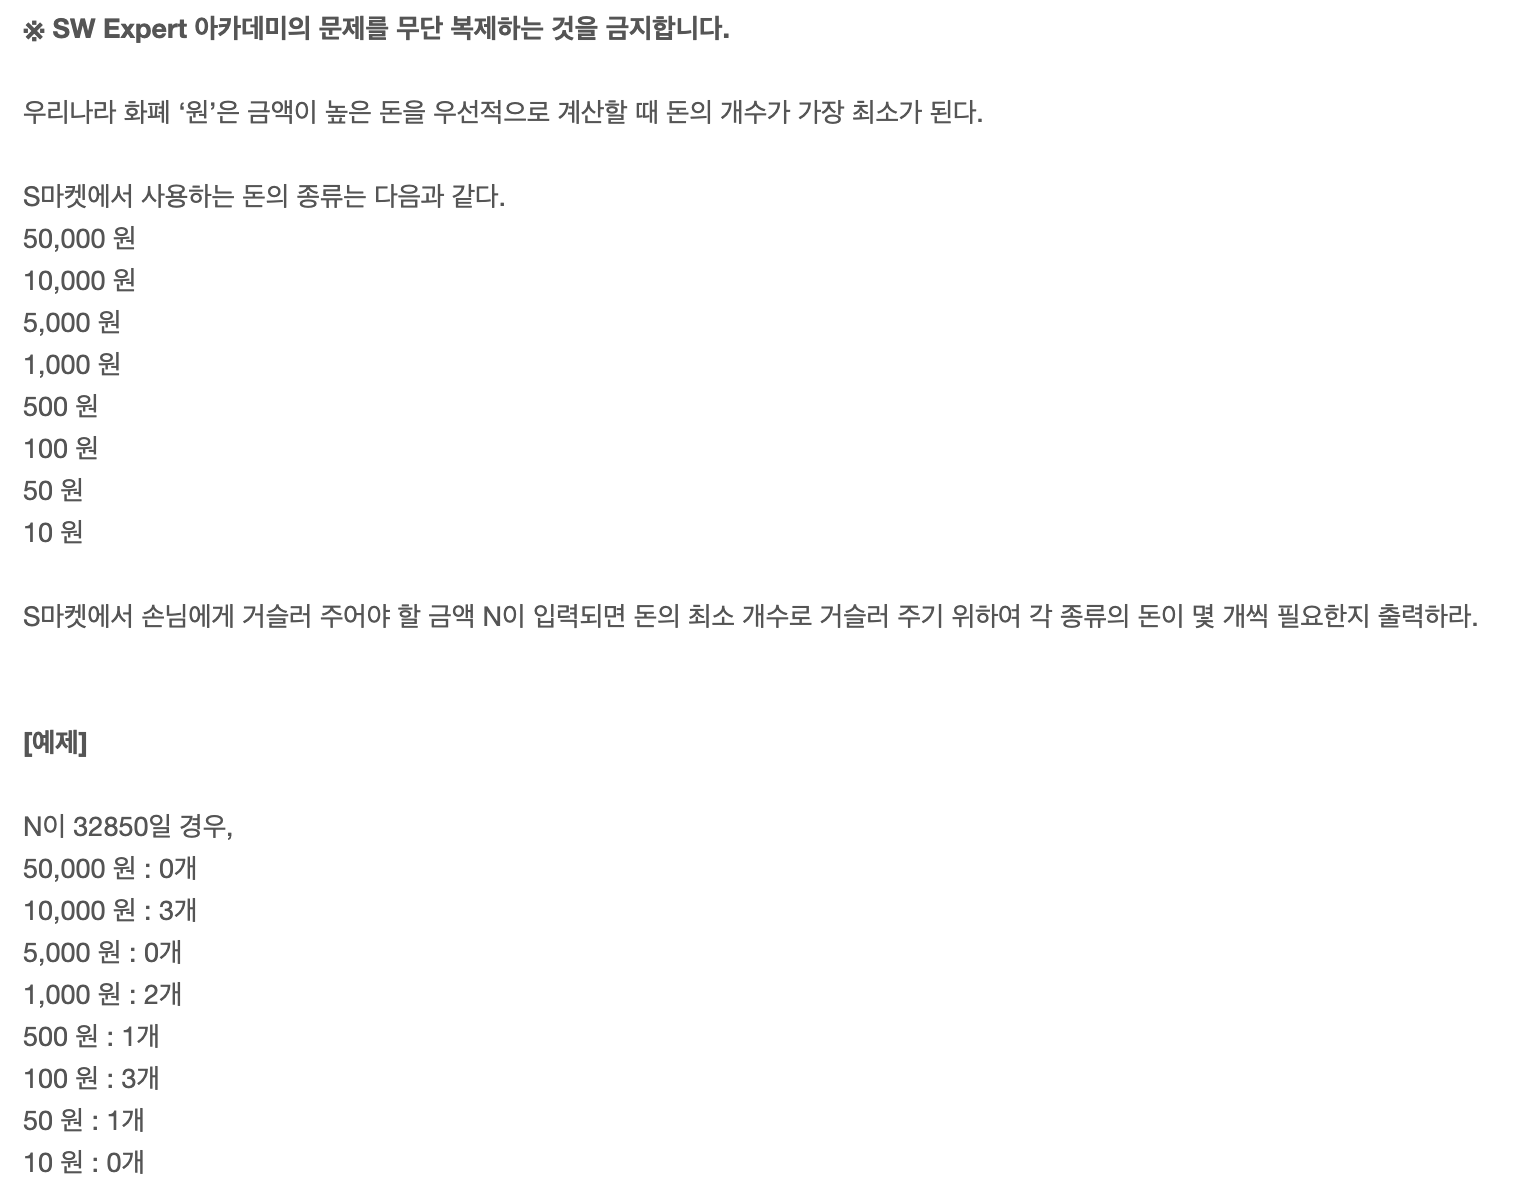 ※ SW Expert 아카데미의 문제를 무단 복제하는 것을 금지합니다.
우리나라 화폐 ‘원’은 금액이 높은 돈을 우선적으로 계산할 때 돈의 개수가 가장 최소가 된다.
S마켓에서 사용하는 돈의 종류는 다음과 같다.
50,000 원
10,000 원
5,000 원
1,000 원
500 원
100 원
50 원
10 원
S마켓에서 손님에게 거슬러 주어야 할 금액 N이 입력되면 돈의 최소 개수로 거슬러 주기 위하여 각 종류의 돈이 몇 개씩 필요한지 출력하라.
[예제]
N이 32850일 경우,
50,000 원 : 0개
10,000 원 : 3개
5,000 원 : 0개
1,000 원 : 2개
500 원 : 1개
100 원 : 3개
50 원 : 1개
10 원 : 0개